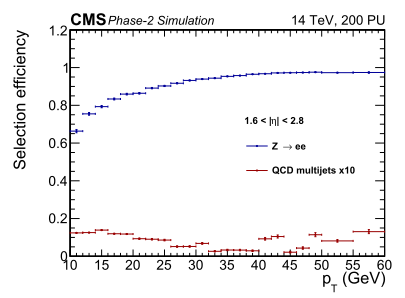 CMS Phase-2 Simulation 14 TeV, 200 PU
Selection efficiency
1.2
1
0.8
0.6
0.4
0.2
0
1.6 < |η| < 2.8
Z → ee
QCD multijets x10
10 15 20 25 30 35 40 45 50 55 60
p_T (GeV)